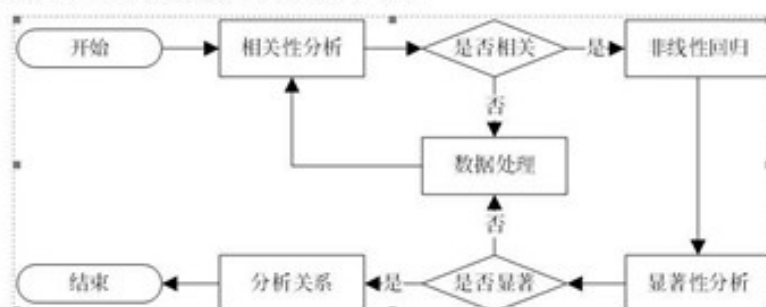 开始
相关性分析
是否相关
是
非线性回归
否
数据处理
否
结束
分析关系
是
是否显著
显著性分析